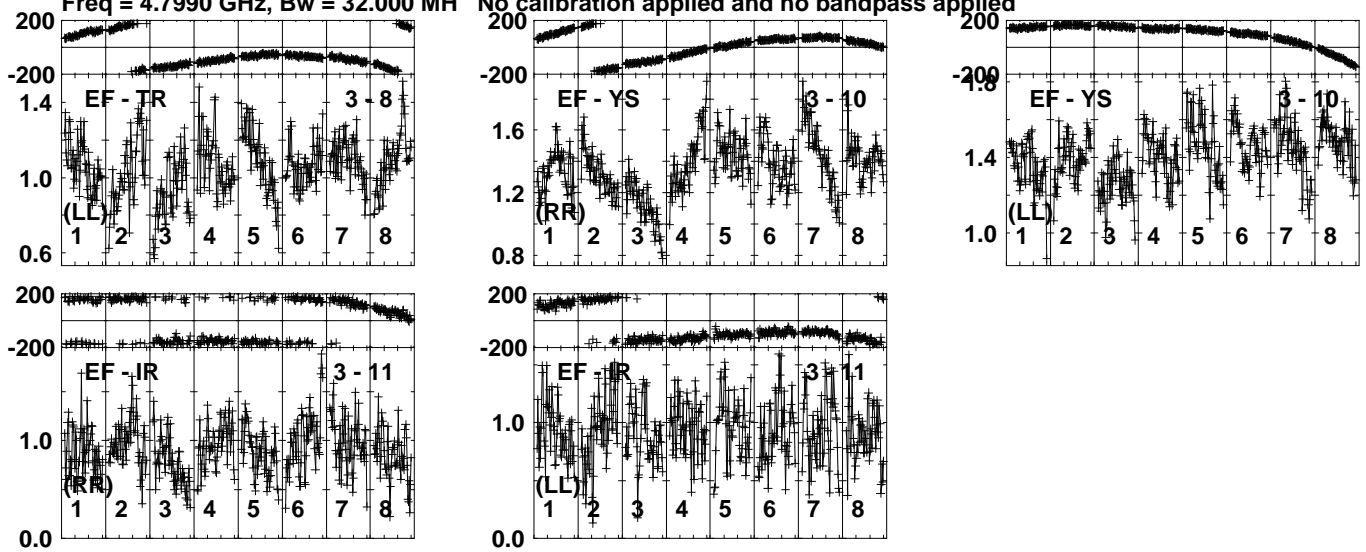 Freq = 4.7990 GHz, Bw = 32.000 MH No calibration applied and no bandpass applied
200
-200
EF - TR 3 - 8
1.4
1.0
0.6
(LL)
1 2 3 4 5 6 7 8
200
-200
EF - YS 3 - 10
1.6
1.2
0.8
(RR)
1 2 3 4 5 6 7 8
200
-200
1.8
EF - YS 3 - 10
1.4
1.0
(LL)
1 2 3 4 5 6 7 8
200
-200
EF - IR 3 - 11
1.0
0.0
(RR)
1 2 3 4 5 6 7 8
200
-200
EF - IR 3 - 11
1.0
0.0
(LL)
1 2 3 4 5 6 7 8